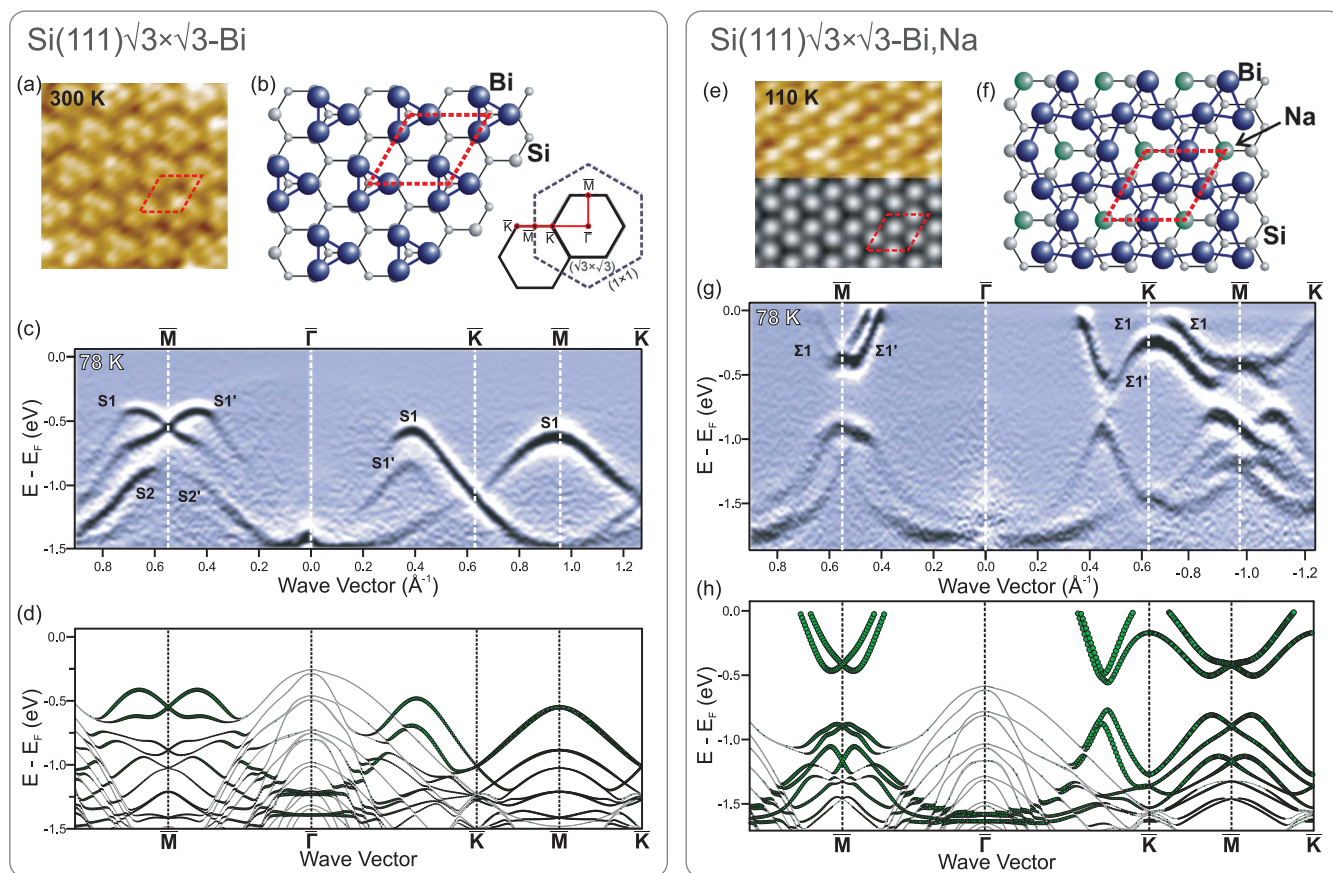 Si(111)√3×√3-Bi
(a)
300 K
(b)
Bi
Si
M̅
K̅
M̅
K̅
Γ̅
(√3×√3)
(1×1)
(c)
M̅ Γ̅ K̅ M̅ K̅
78 K
0.0
-0.5
-1.0
-1.5
E - E_F (eV)
S1 S1' S1 S1
S1'
S2 S2'
0.8 0.6 0.4 0.2 0.0 0.2 0.4 0.6 0.8 1.0 1.2
Wave Vector (Å⁻¹)
(d)
0.0
-0.5
-1.0
-1.5
E - E_F (eV)
M̅ Γ̅ K̅ M̅ K̅
Wave Vector
Si(111)√3×√3-Bi,Na
(e)
110 K
(f)
Bi
Na
Si
(g)
M̅ Γ̅ K̅ M̅ K̅
78 K
0.0
-0.5
-1.0
-1.5
E - E_F (eV)
Σ1 Σ1' Σ1 Σ1
Σ1'
0.8 0.6 0.4 0.2 0.0 0.2 0.4 0.6 -0.8 -1.0 -1.2
Wave Vector (Å⁻¹)
(h)
0.0
-0.5
-1.0
-1.5
E - E_F (eV)
M̅ Γ̅ K̅ M̅ K̅
Wave Vector